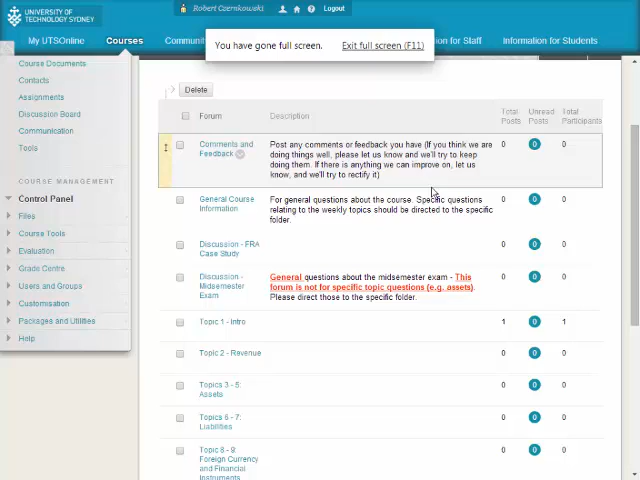 UNIVERSITY OF
TECHNOLOGY SYDNEY
Robert Czernkowski
Logout
My UTSOnline
Courses
Community
tion for Staff
Information for Students
You have gone full screen.
Exit full screen (F11)
Course Documents
Contacts
Assignments
Discussion Board
Communication
Tools
COURSE MANAGEMENT
Control Panel
Files
Course Tools
Evaluation
Grade Centre
Users and Groups
Customisation
Packages and Utilities
Help
Delete
Forum
Description
Total
Posts
Unread
Posts
Total
Participants
Comments and
Feedback
Post any comments or feedback you have (If you think we are
doing things well, please let us know and we'll try to keep
doing them. If there is anything we can improve on, let us
know, and we'll try to rectify it)
0
0
0
General Course
Information
For general questions about the course. Specific questions
relating to the weekly topics should be directed to the specific
folder.
0
0
0
Discussion - FRA
Case Study
0
0
0
Discussion -
Midsemester
Exam
General questions about the midsemester exam - This
forum is not for specific topic questions (e.g. assets).
Please direct those to the specific folder.
0
0
0
Topic 1 - Intro
1
0
1
Topic 2 - Revenue
0
0
0
Topics 3 - 5:
Assets
0
0
0
Topics 6 - 7:
Liabilities
0
0
0
Topic 8 - 9:
Foreign Currency
and Financial
Instruments
0
0
0